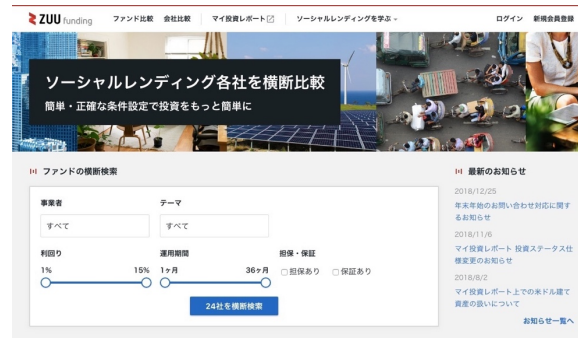 ZUU funding
ファンド比較 会社比較 マイ投資レポート ソーシャルレンディングを学ぶ
ログイン 新規会員登録
ソーシャルレンディング各社を横断比較
簡単・正確な条件設定で投資をもっと簡単に
ファンドの横断検索
事業者 テーマ
すべて すべて
利回り 運用期間 担保・保証
1% 15% 1ヶ月 36ヶ月 担保あり 保証あり
24社を横断検索
最新のお知らせ
2018/12/25
年末年始のお問い合わせ対応に関す
るお知らせ
2018/11/6
マイ投資レポート 投資ステータス仕
様変更のお知らせ
2018/8/2
マイ投資レポート上での米ドル建て
資産の扱いについて
お知らせ一覧へ